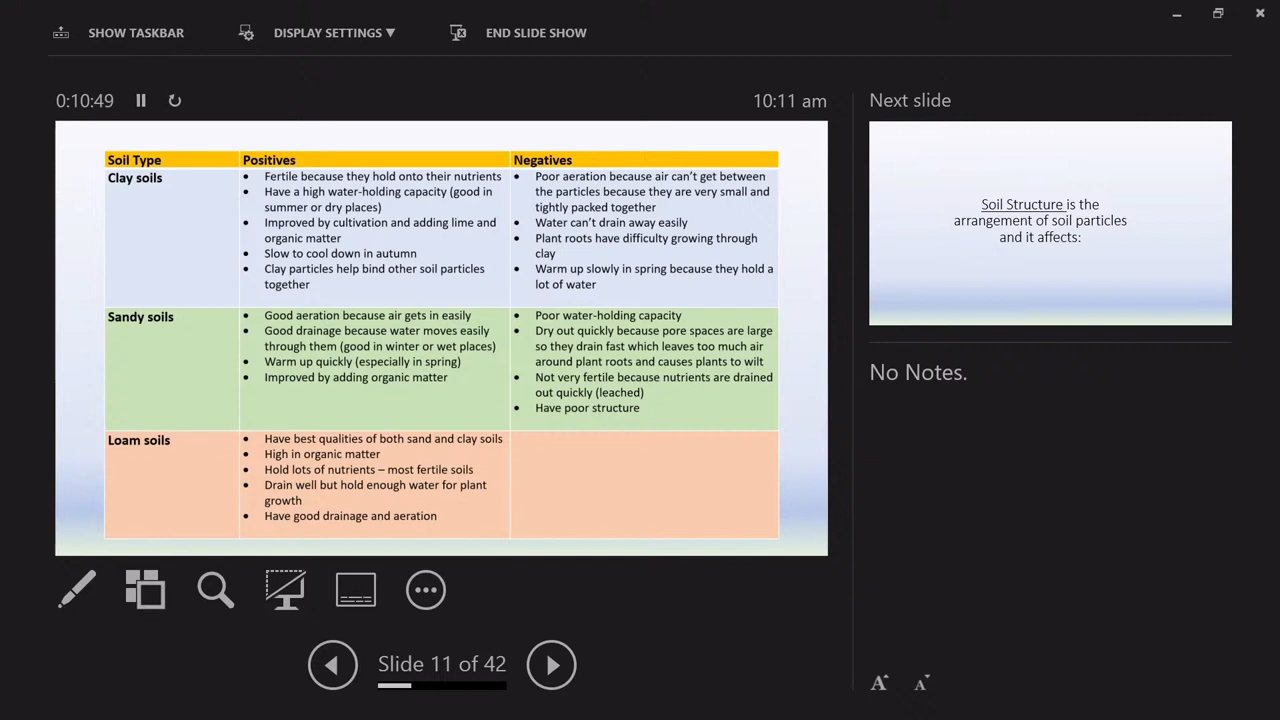 SHOW TASKBAR
DISPLAY SETTINGS ▼
END SLIDE SHOW
0:10:49
10:11 am
Soil Type
Positives
Negatives
Clay soils
• Fertile because they hold onto their nutrients
• Have a high water-holding capacity (good in
summer or dry places)
• Improved by cultivation and adding lime and
organic matter
• Slow to cool down in autumn
• Clay particles help bind other soil particles
together
• Poor aeration because air can’t get between
the particles because they are very small and
tightly packed together
• Water can’t drain away easily
• Plant roots have difficulty growing through
clay
• Warm up slowly in spring because they hold a
lot of water
Sandy soils
• Good aeration because air gets in easily
• Good drainage because water moves easily
through them (good in winter or wet places)
• Warm up quickly (especially in spring)
• Improved by adding organic matter
• Poor water-holding capacity
• Dry out quickly because pore spaces are large
so they drain fast which leaves too much air
around plant roots and causes plants to wilt
• Not very fertile because nutrients are drained
out quickly (leached)
• Have poor structure
Loam soils
• Have best qualities of both sand and clay soils
• High in organic matter
• Hold lots of nutrients – most fertile soils
• Drain well but hold enough water for plant
growth
• Have good drainage and aeration
Slide 11 of 42
Next slide
Soil Structure is the
arrangement of soil particles
and it affects:
No Notes.
A A